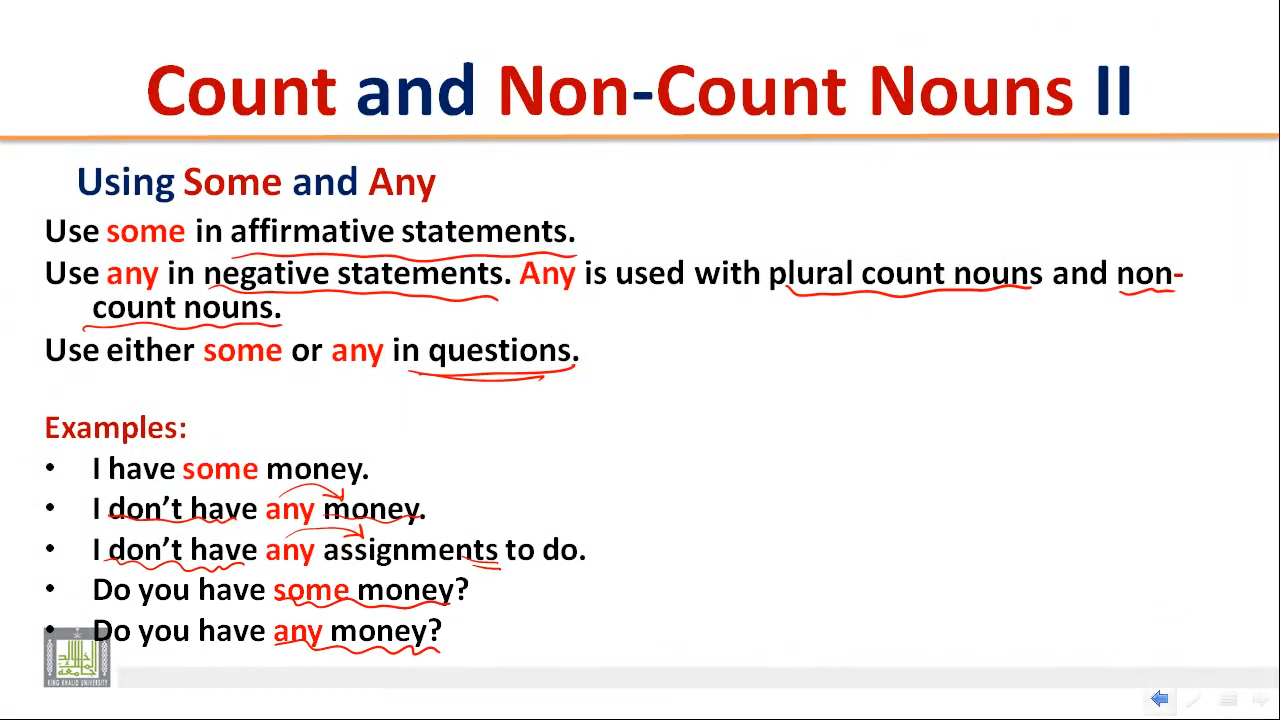 Count and Non-Count Nouns II
Using Some and Any
Use some in affirmative statements.
Use any in negative statements. Any is used with plural count nouns and non-
count nouns.
Use either some or any in questions.
Examples:
• I have some money.
• I don't have any money.
• I don't have any assignments to do.
• Do you have some money?
• Do you have any money?
KING KHALID UNIVERSITY